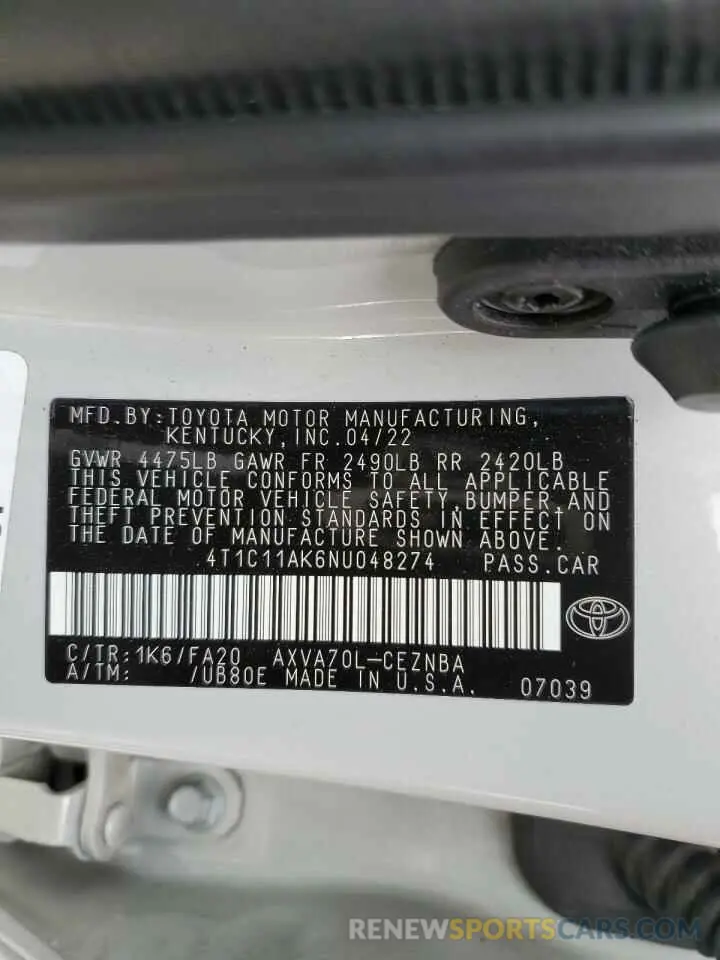 MFD.BY:TOYOTA MOTOR MANUFACTURING,
KENTUCKY,INC.04/22
GVWR 4475LB GAWR FR 2490LB RR 2420LB
THIS VEHICLE CONFORMS TO ALL APPLICABLE
FEDERAL MOTOR VEHICLE SAFETY,BUMPER,AND
THEFT PREVENTION STANDARDS IN EFFECT ON
THE DATE OF MANUFACTURE SHOWN ABOVE.
4T1C11AK6NU048274 PASS.CAR
C/TR:1K6/FA20 AXVA70L-CEZNBA
A/TM: /UB80E MADE IN U.S.A. 07039
RENEWSPORTSCARS.COM